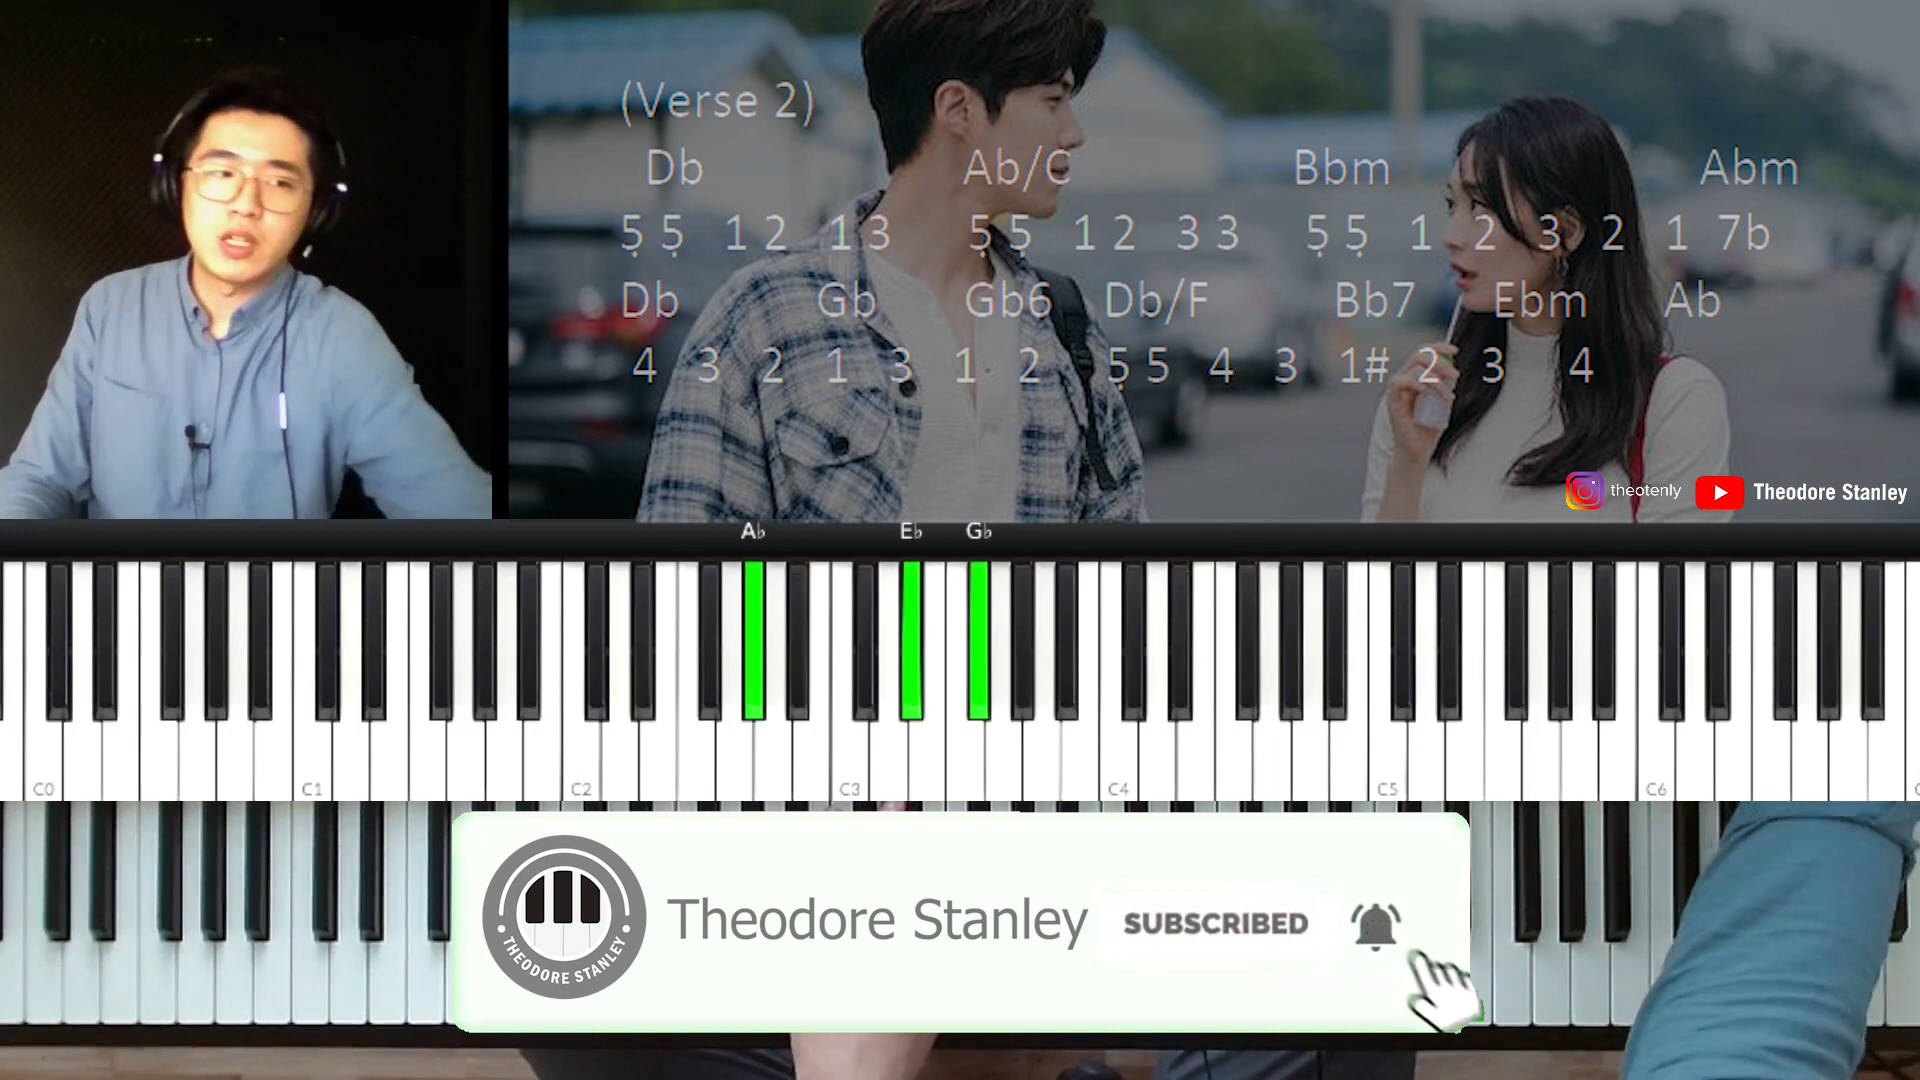 (Verse 2)
Db Ab/C Bbm Abm
5̣ 5̣ 1 2 1 3 5̣ 5̣ 1 2 3 3 5̣ 5̣ 1 2 3 2 1 7b
Db Gb Gb6 Db/F Bb7 Ebm Ab
4 3 2 1 3 1 2 5̣ 5 4 3 1# 2 3 4
theotenly Theodore Stanley
A♭ E♭ G♭
C0 C1 C2 C3 C4 C5 C6
Theodore Stanley SUBSCRIBED
THEODORE STANLEY